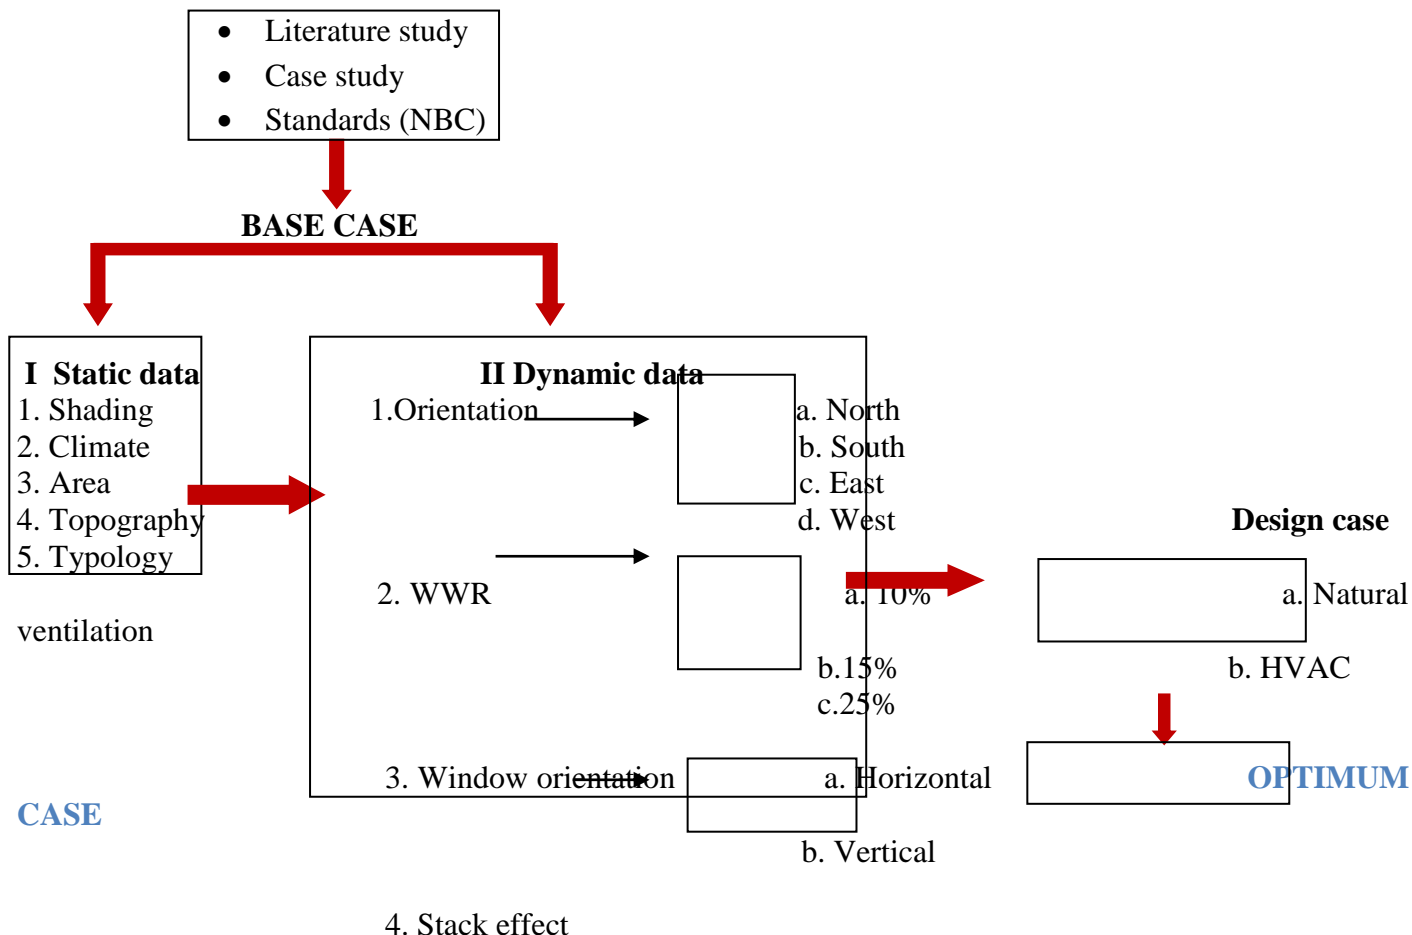 • Literature study
• Case study
• Standards (NBC)
BASE CASE
I Static data II Dynamic data
1. Shading 1.Orientation a. North
2. Climate b. South
3. Area c. East
4. Topography d. West Design case
5. Typology
2. WWR a. 10% a. Natural
ventilation
b.15% b. HVAC
c.25%
3. Window orientation a. Horizontal OPTIMUM
CASE
b. Vertical
4. Stack effect